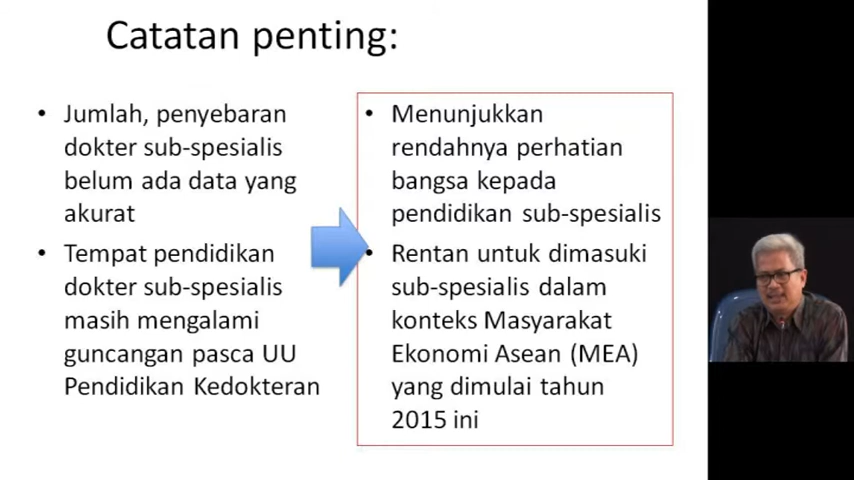 Catatan penting:
• Jumlah, penyebaran
dokter sub-spesialis
belum ada data yang
akurat
• Tempat pendidikan
dokter sub-spesialis
masih mengalami
guncangan pasca UU
Pendidikan Kedokteran
• Menunjukkan
rendahnya perhatian
bangsa kepada
pendidikan sub-spesialis
• Rentan untuk dimasuki
sub-spesialis dalam
konteks Masyarakat
Ekonomi Asean (MEA)
yang dimulai tahun
2015 ini